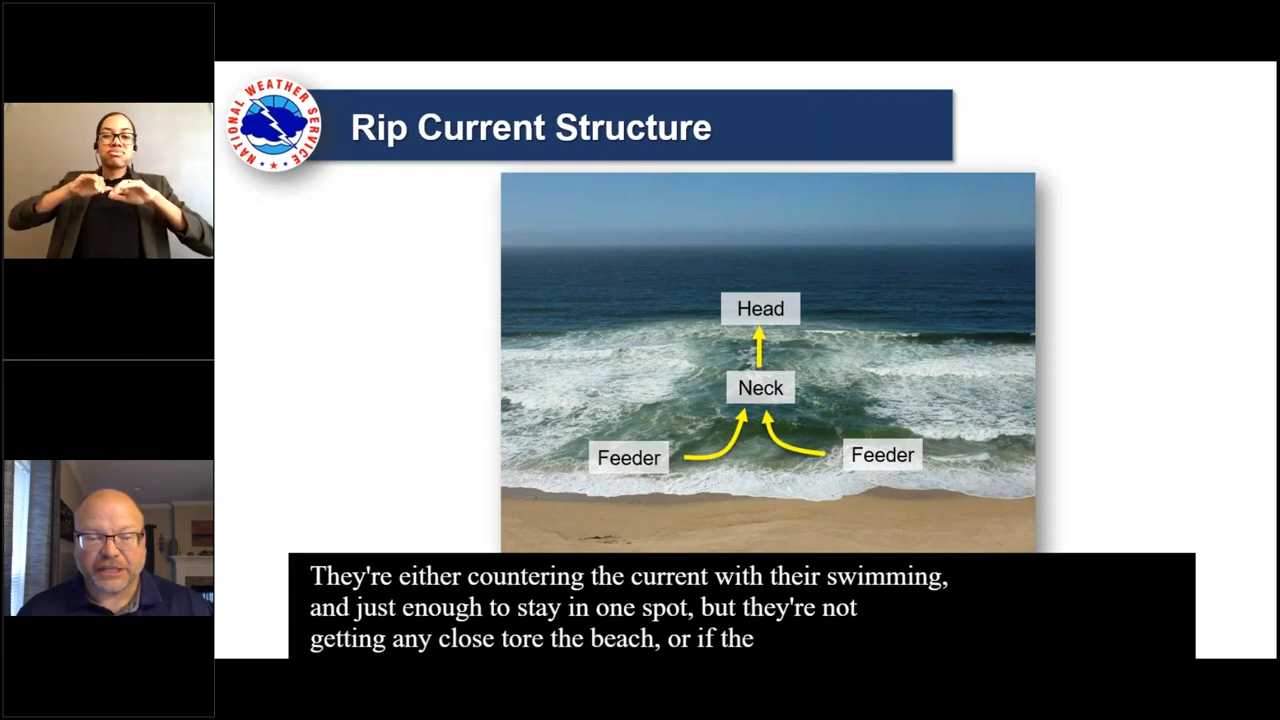 NATIONAL WEATHER SERVICE
Rip Current Structure
Head
Neck
Feeder
Feeder
They're either countering the current with their swimming,
and just enough to stay in one spot, but they're not
getting any close tore the beach, or if the